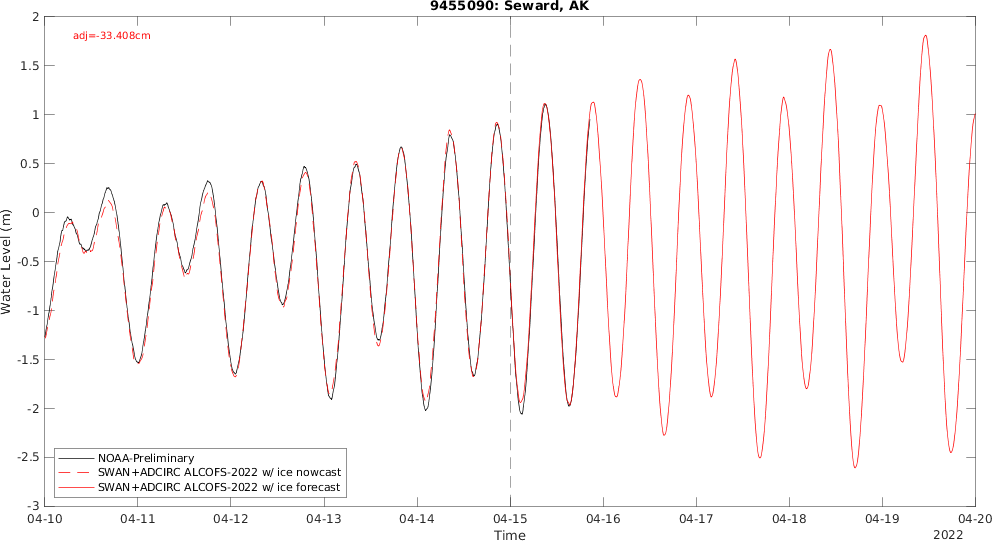 9455090: Seward, AK
adj=-33.408cm
Water Level (m)
2
1.5
1
0.5
0
-0.5
-1
-1.5
-2
-2.5
-3
NOAA-Preliminary
SWAN+ADCIRC ALCOFS-2022 w/ ice nowcast
SWAN+ADCIRC ALCOFS-2022 w/ ice forecast
04-10 04-11 04-12 04-13 04-14 04-15 04-16 04-17 04-18 04-19 04-20
Time
2022